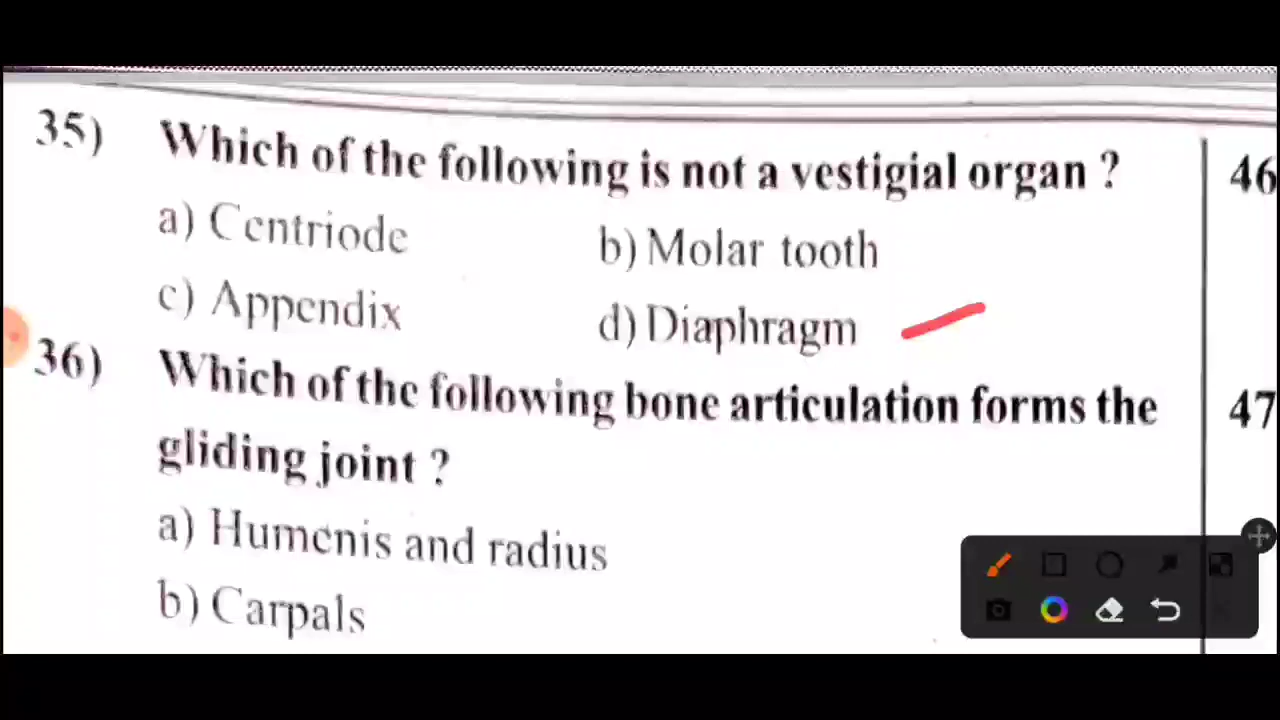 35) Which of the following is not a vestigial organ ?
a) Centriode b) Molar tooth
c) Appendix d) Diaphragm
36) Which of the following bone articulation forms the
gliding joint ?
a) Humenis and radius
b) Carpals
46
47